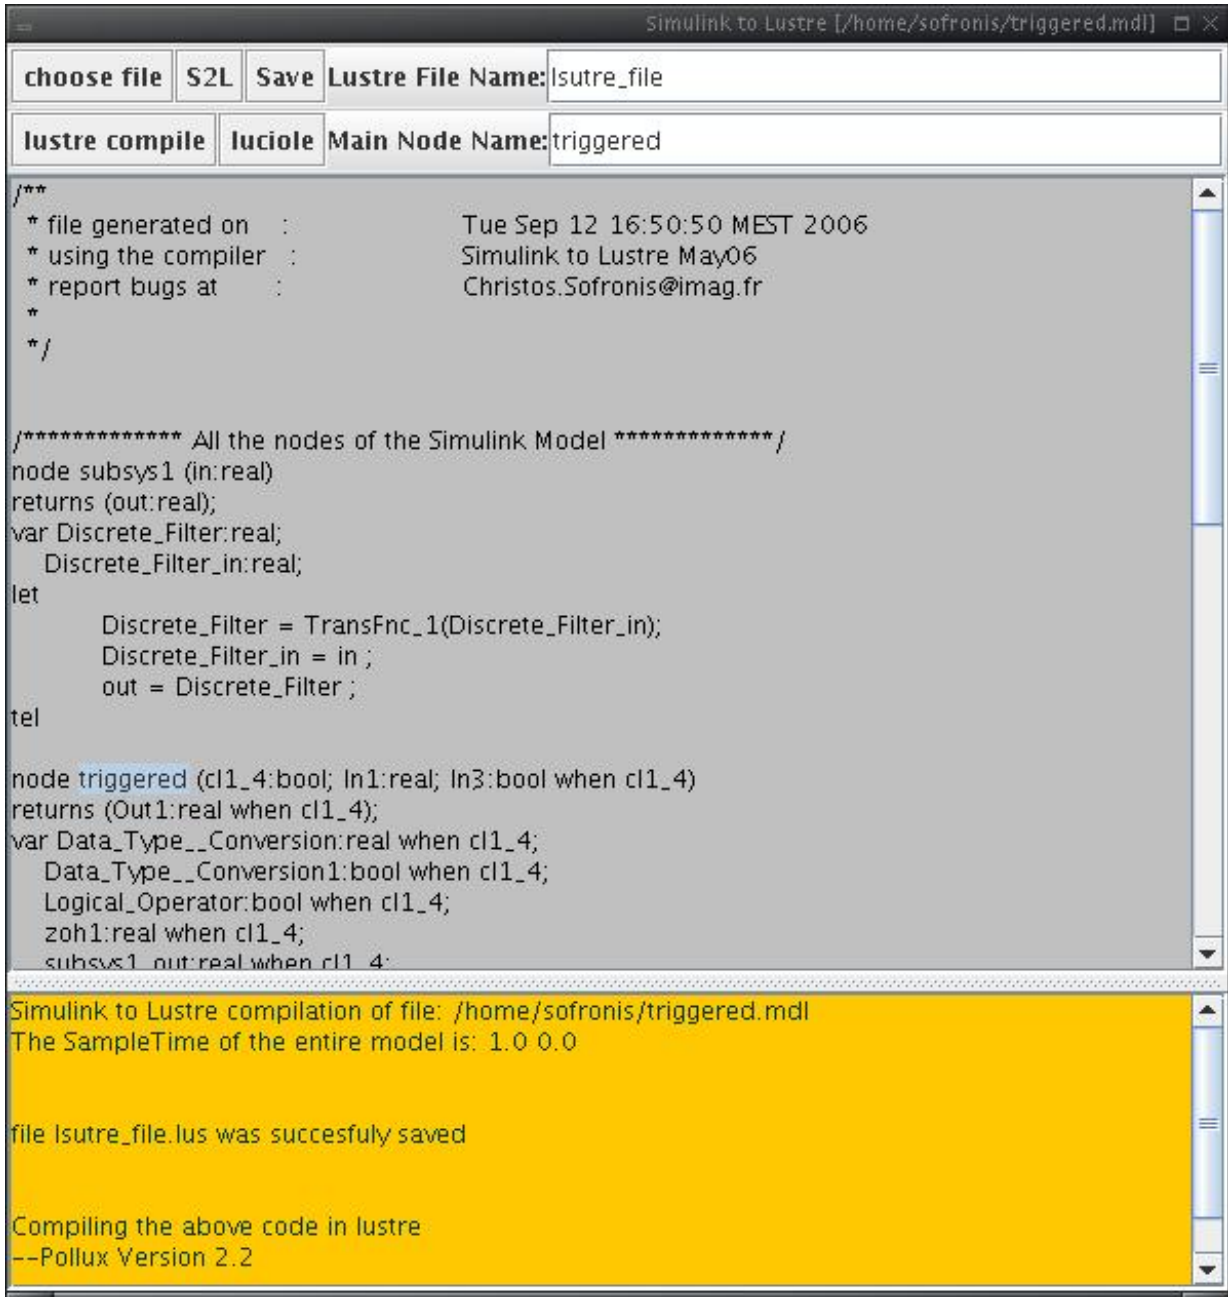 Simulink to Lustre [/home/sofronis/triggered.mdl]
choose file S2L Save Lustre File Name: lsutre_file
lustre compile luciole Main Node Name: triggered
/**
* file generated on : Tue Sep 12 16:50:50 MEST 2006
* using the compiler : Simulink to Lustre May06
* report bugs at : Christos.Sofronis@imag.fr
*
*/
/************* All the nodes of the Simulink Model *************/
node subsys1 (in:real)
returns (out:real);
var Discrete_Filter:real;
Discrete_Filter_in:real;
let
Discrete_Filter = TransFnc_1(Discrete_Filter_in);
Discrete_Filter_in = in ;
out = Discrete_Filter ;
tel
node triggered (cl1_4:bool; In1:real; In3:bool when cl1_4)
returns (Out1:real when cl1_4);
var Data_Type__Conversion:real when cl1_4;
Data_Type__Conversion1:bool when cl1_4;
Logical_Operator:bool when cl1_4;
zoh1:real when cl1_4;
subsys1_out:real when cl1_4;
Simulink to Lustre compilation of file: /home/sofronis/triggered.mdl
The SampleTime of the entire model is: 1.0 0.0
file lsutre_file.lus was succesfuly saved
Compiling the above code in lustre
--Pollux Version 2.2